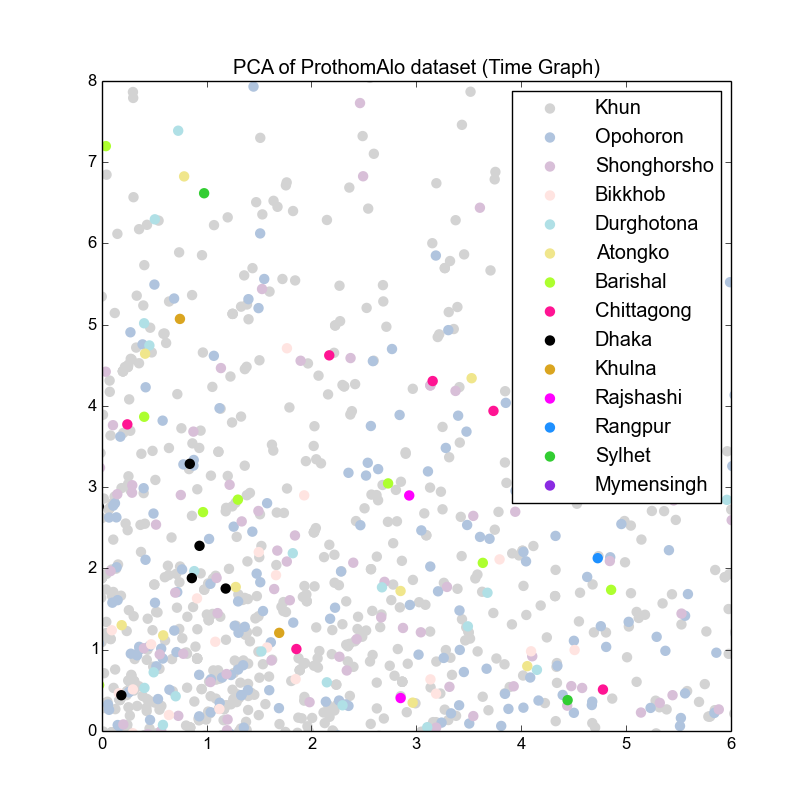 PCA of ProthomAlo dataset (Time Graph)
8
7
6
5
4
3
2
1
0
0 1 2 3 4 5 6
Khun
Opohoron
Shonghorsho
Bikkhob
Durghotona
Atongko
Barishal
Chittagong
Dhaka
Khulna
Rajshashi
Rangpur
Sylhet
Mymensingh